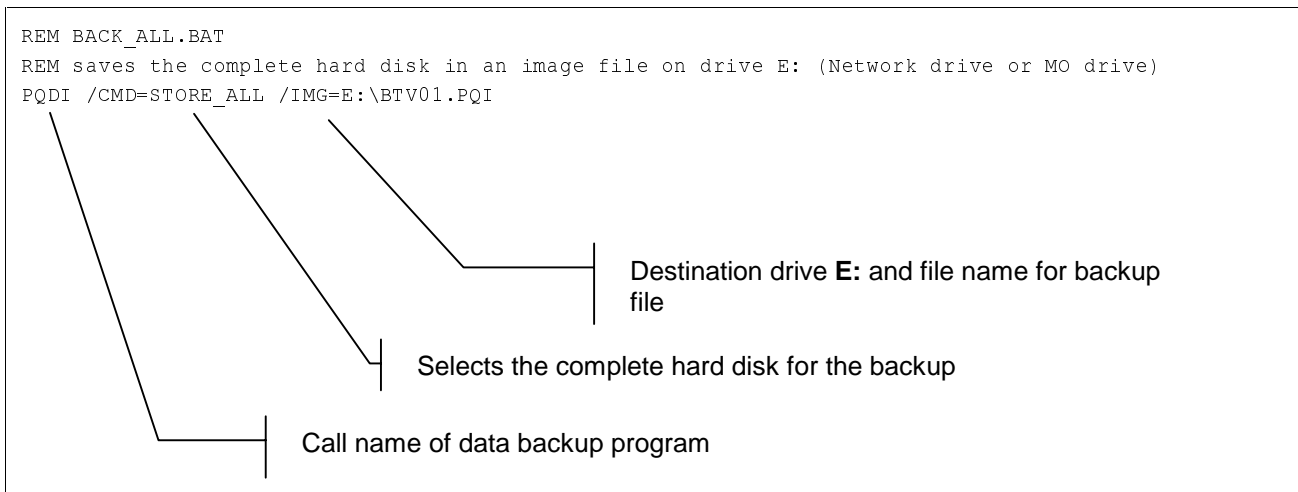 REM BACK_ALL.BAT
REM saves the complete hard disk in an image file on drive E: (Network drive or MO drive)
PQDI /CMD=STORE_ALL /IMG=E:\BTV01.PQI
Destination drive E: and file name for backup
file
Selects the complete hard disk for the backup
Call name of data backup program